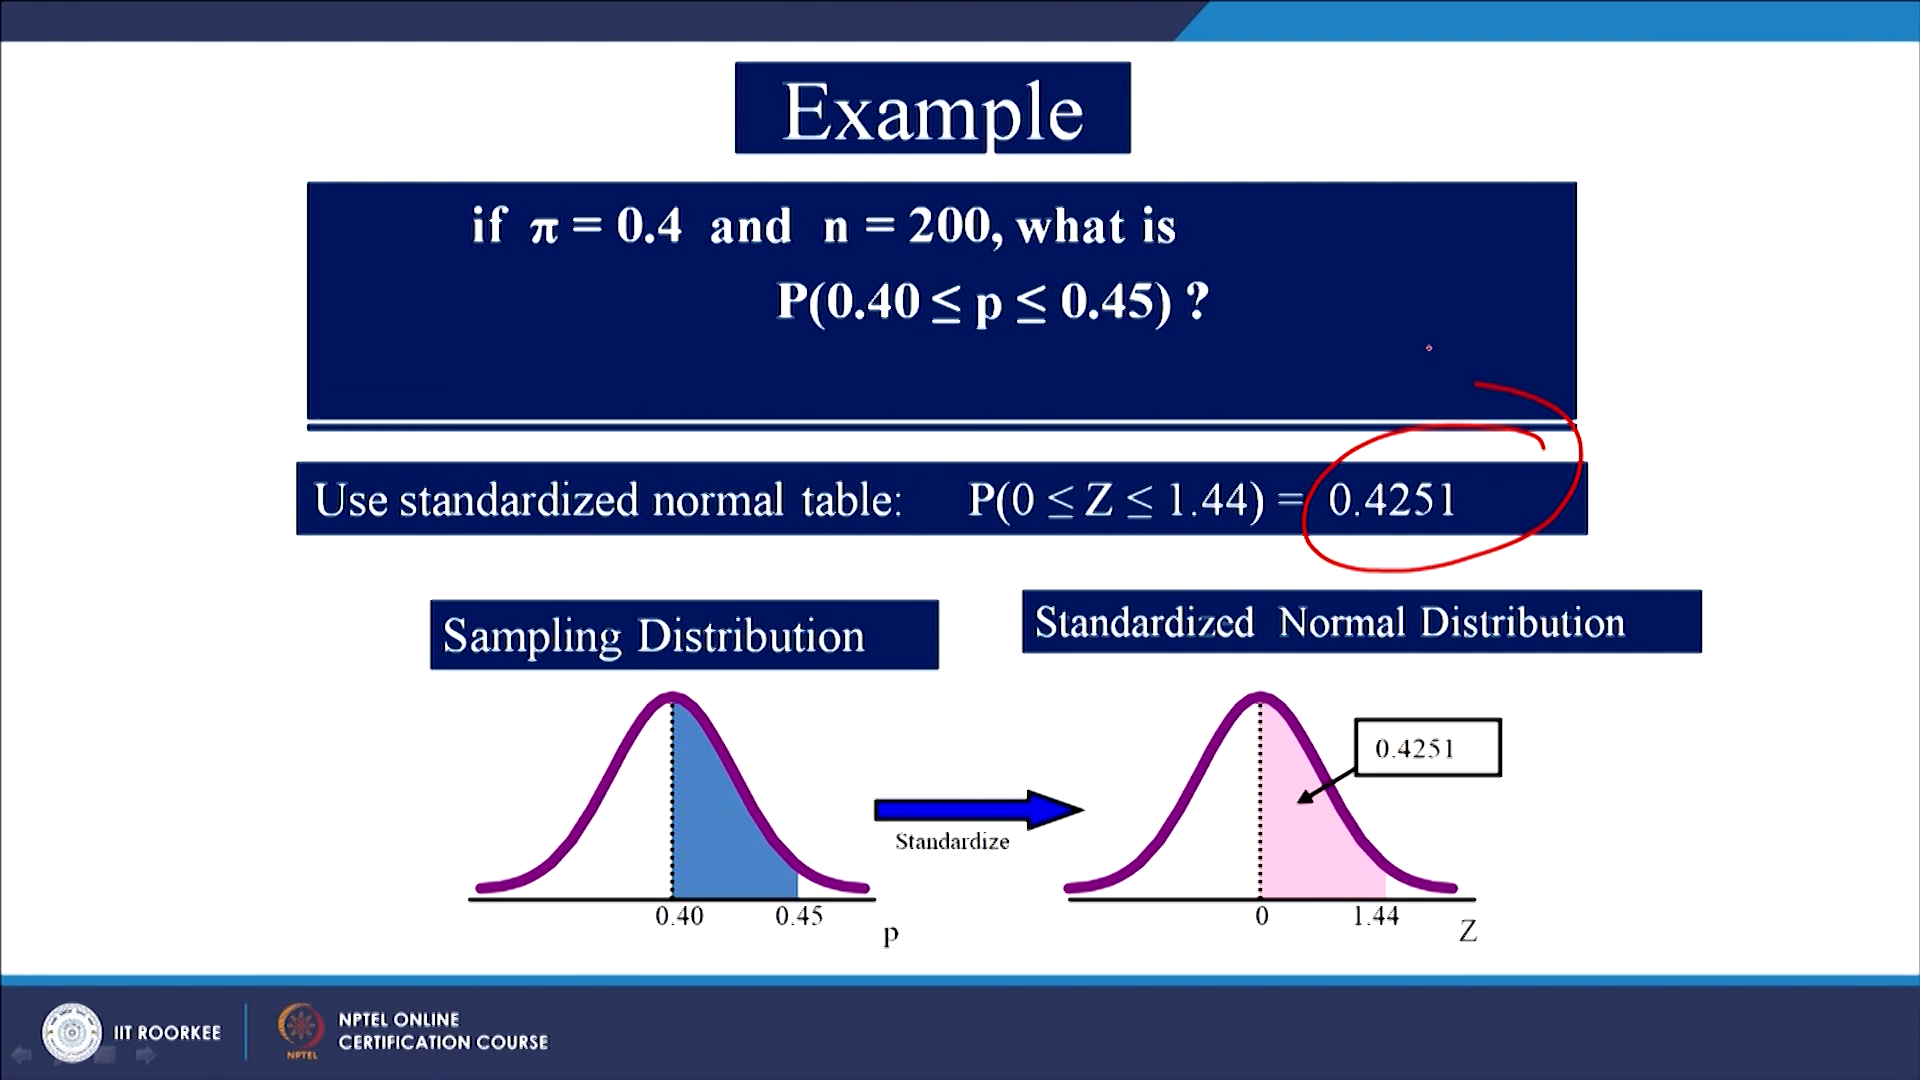 Example
if π = 0.4 and n = 200, what is
P(0.40 ≤ p ≤ 0.45) ?
Use standardized normal table: P(0 ≤ Z ≤ 1.44) = 0.4251
Sampling Distribution
Standardized Normal Distribution
0.4251
Standardize
0.40 0.45
p
0 1.44
Z
IIT ROORKEE
NPTEL
NPTEL ONLINE
CERTIFICATION COURSE